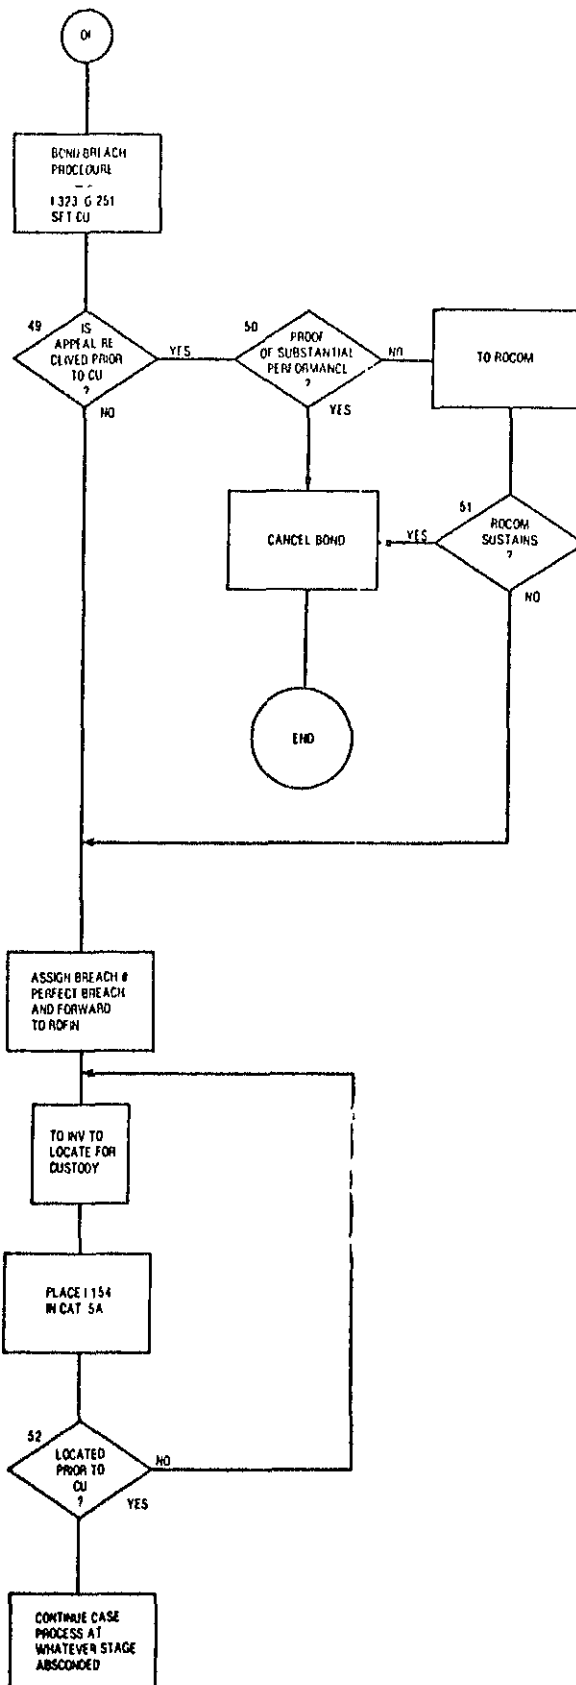 BOND BREACH
PROCEDURE
I 323 G 251
SET CU
49
IS
APPEAL RE
CEIVED PRIOR
TO CU
?
YES
NO
50
PROOF
OF SUBSTANTIAL
PERFORMANCE
?
NO
YES
TO ROCOM
CANCEL BOND
51
ROCOM
SUSTAINS
?
YES
NO
END
ASSIGN BREACH #
PERFECT BREACH
AND FORWARD
TO ROFIN
TO INV TO
LOCATE FOR
CUSTODY
PLACE I 154
IN CAT 5A
52
LOCATED
PRIOR TO
CU
?
NO
YES
CONTINUE CASE
PROCESS AT
WHATEVER STAGE
ABSCONDED